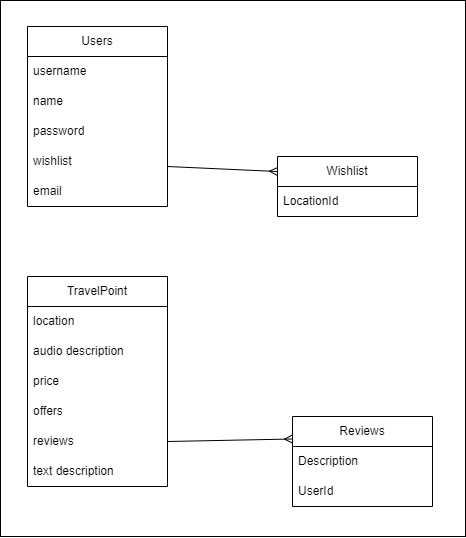 Users
username
name
password
wishlist
email
Wishlist
LocationId
TravelPoint
location
audio description
price
offers
reviews
text description
Reviews
Description
UserId